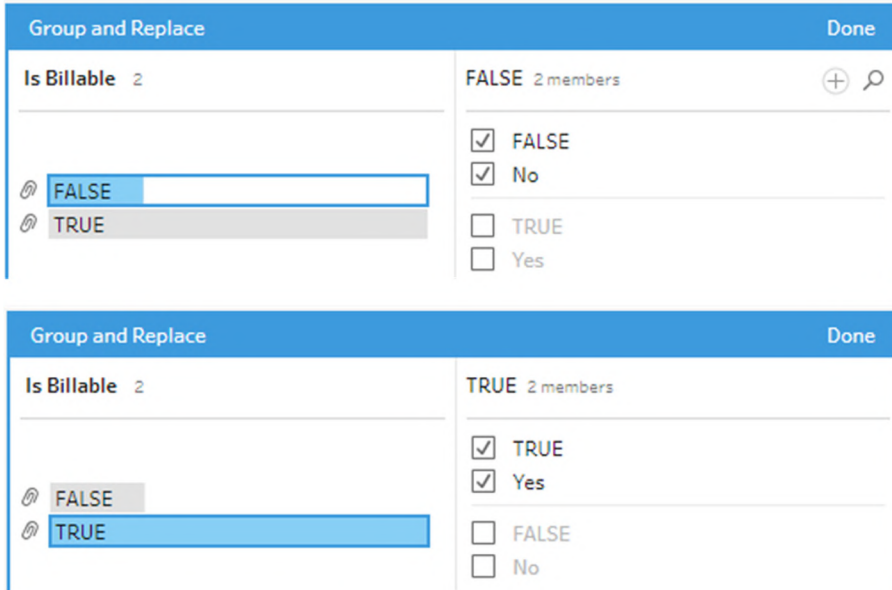 Group and Replace Done
Is Billable 2
FALSE 2 members
FALSE
TRUE
FALSE
No
TRUE
Yes
Group and Replace Done
Is Billable 2
TRUE 2 members
FALSE
TRUE
TRUE
Yes
FALSE
No